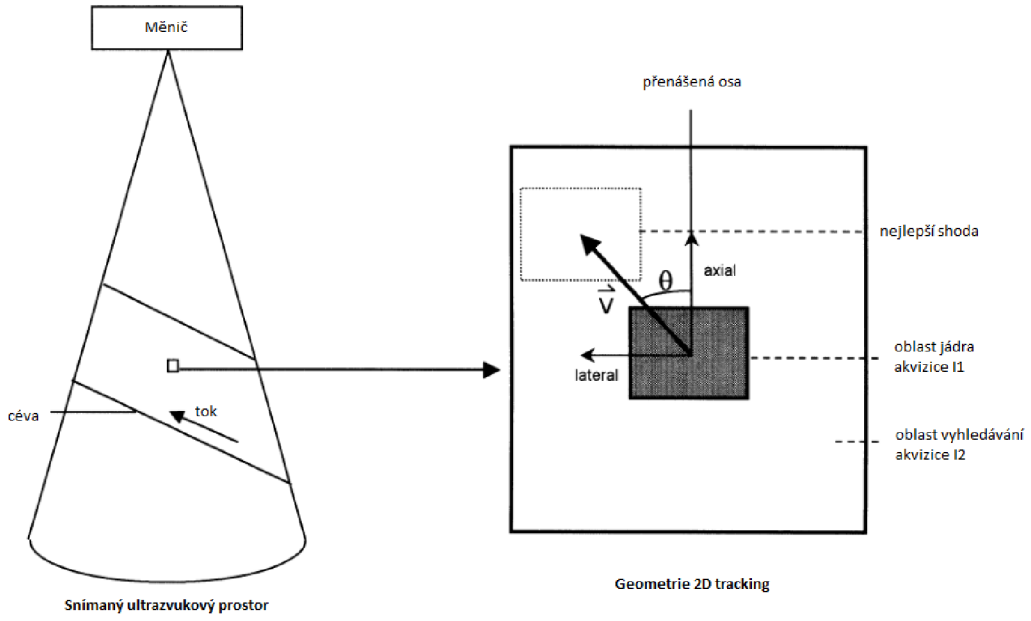 Měnič
céva
tok
Snímaný ultrazvukový prostor
přenášená osa
nejlepší shoda
axial
θ
V
lateral
oblast jádra
akvizice I1
oblast vyhledávání
akvizice I2
Geometrie 2D tracking